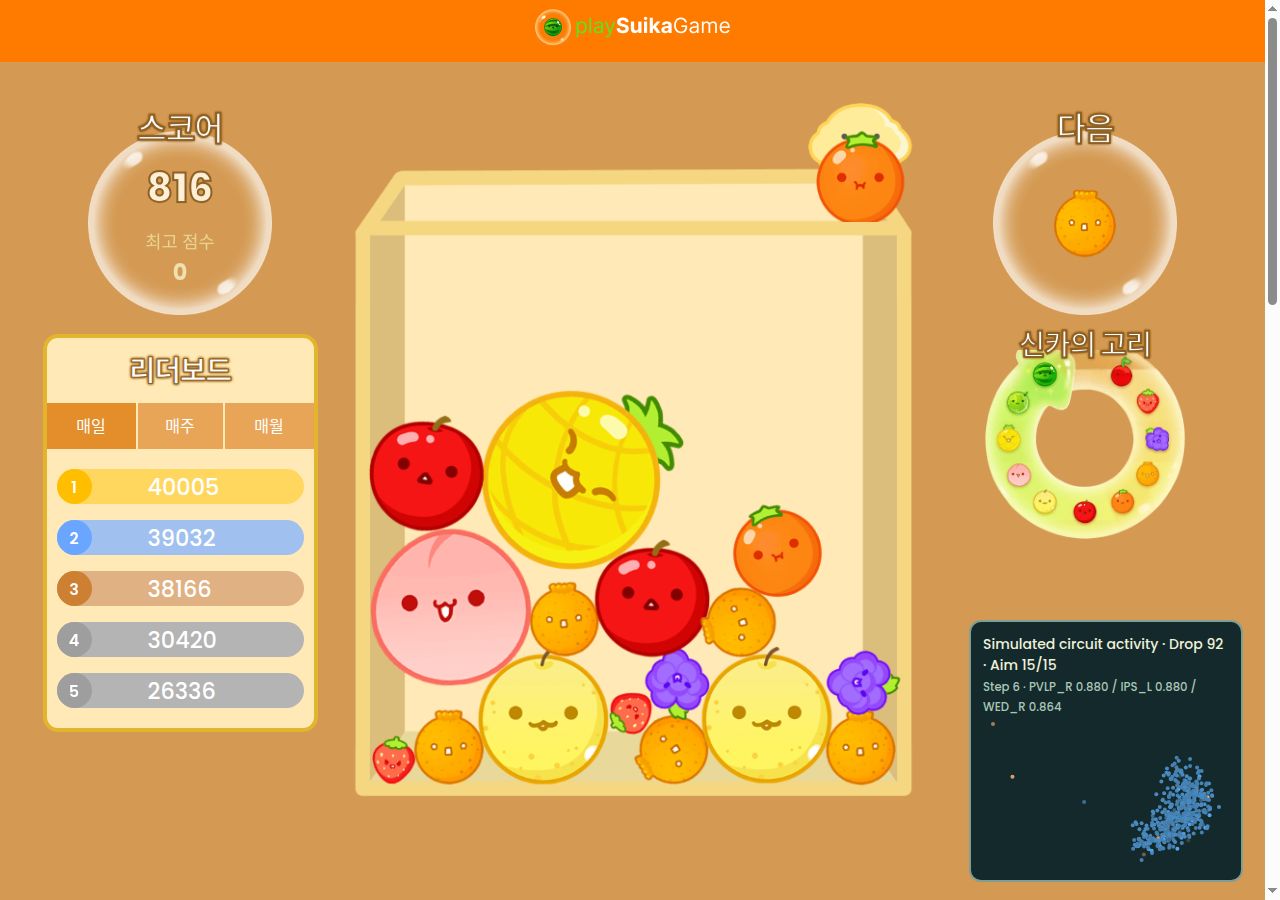 playSuikaGame
스코어
816
최고 점수
0
리더보드
매일 매주 매월
1 40005
2 39032
3 38166
4 30420
5 26336
다음
신카의 고리
Simulated circuit activity · Drop 92
· Aim 15/15
Step 6 · PVLP_R 0.880 / IPS_L 0.880 /
WED_R 0.864